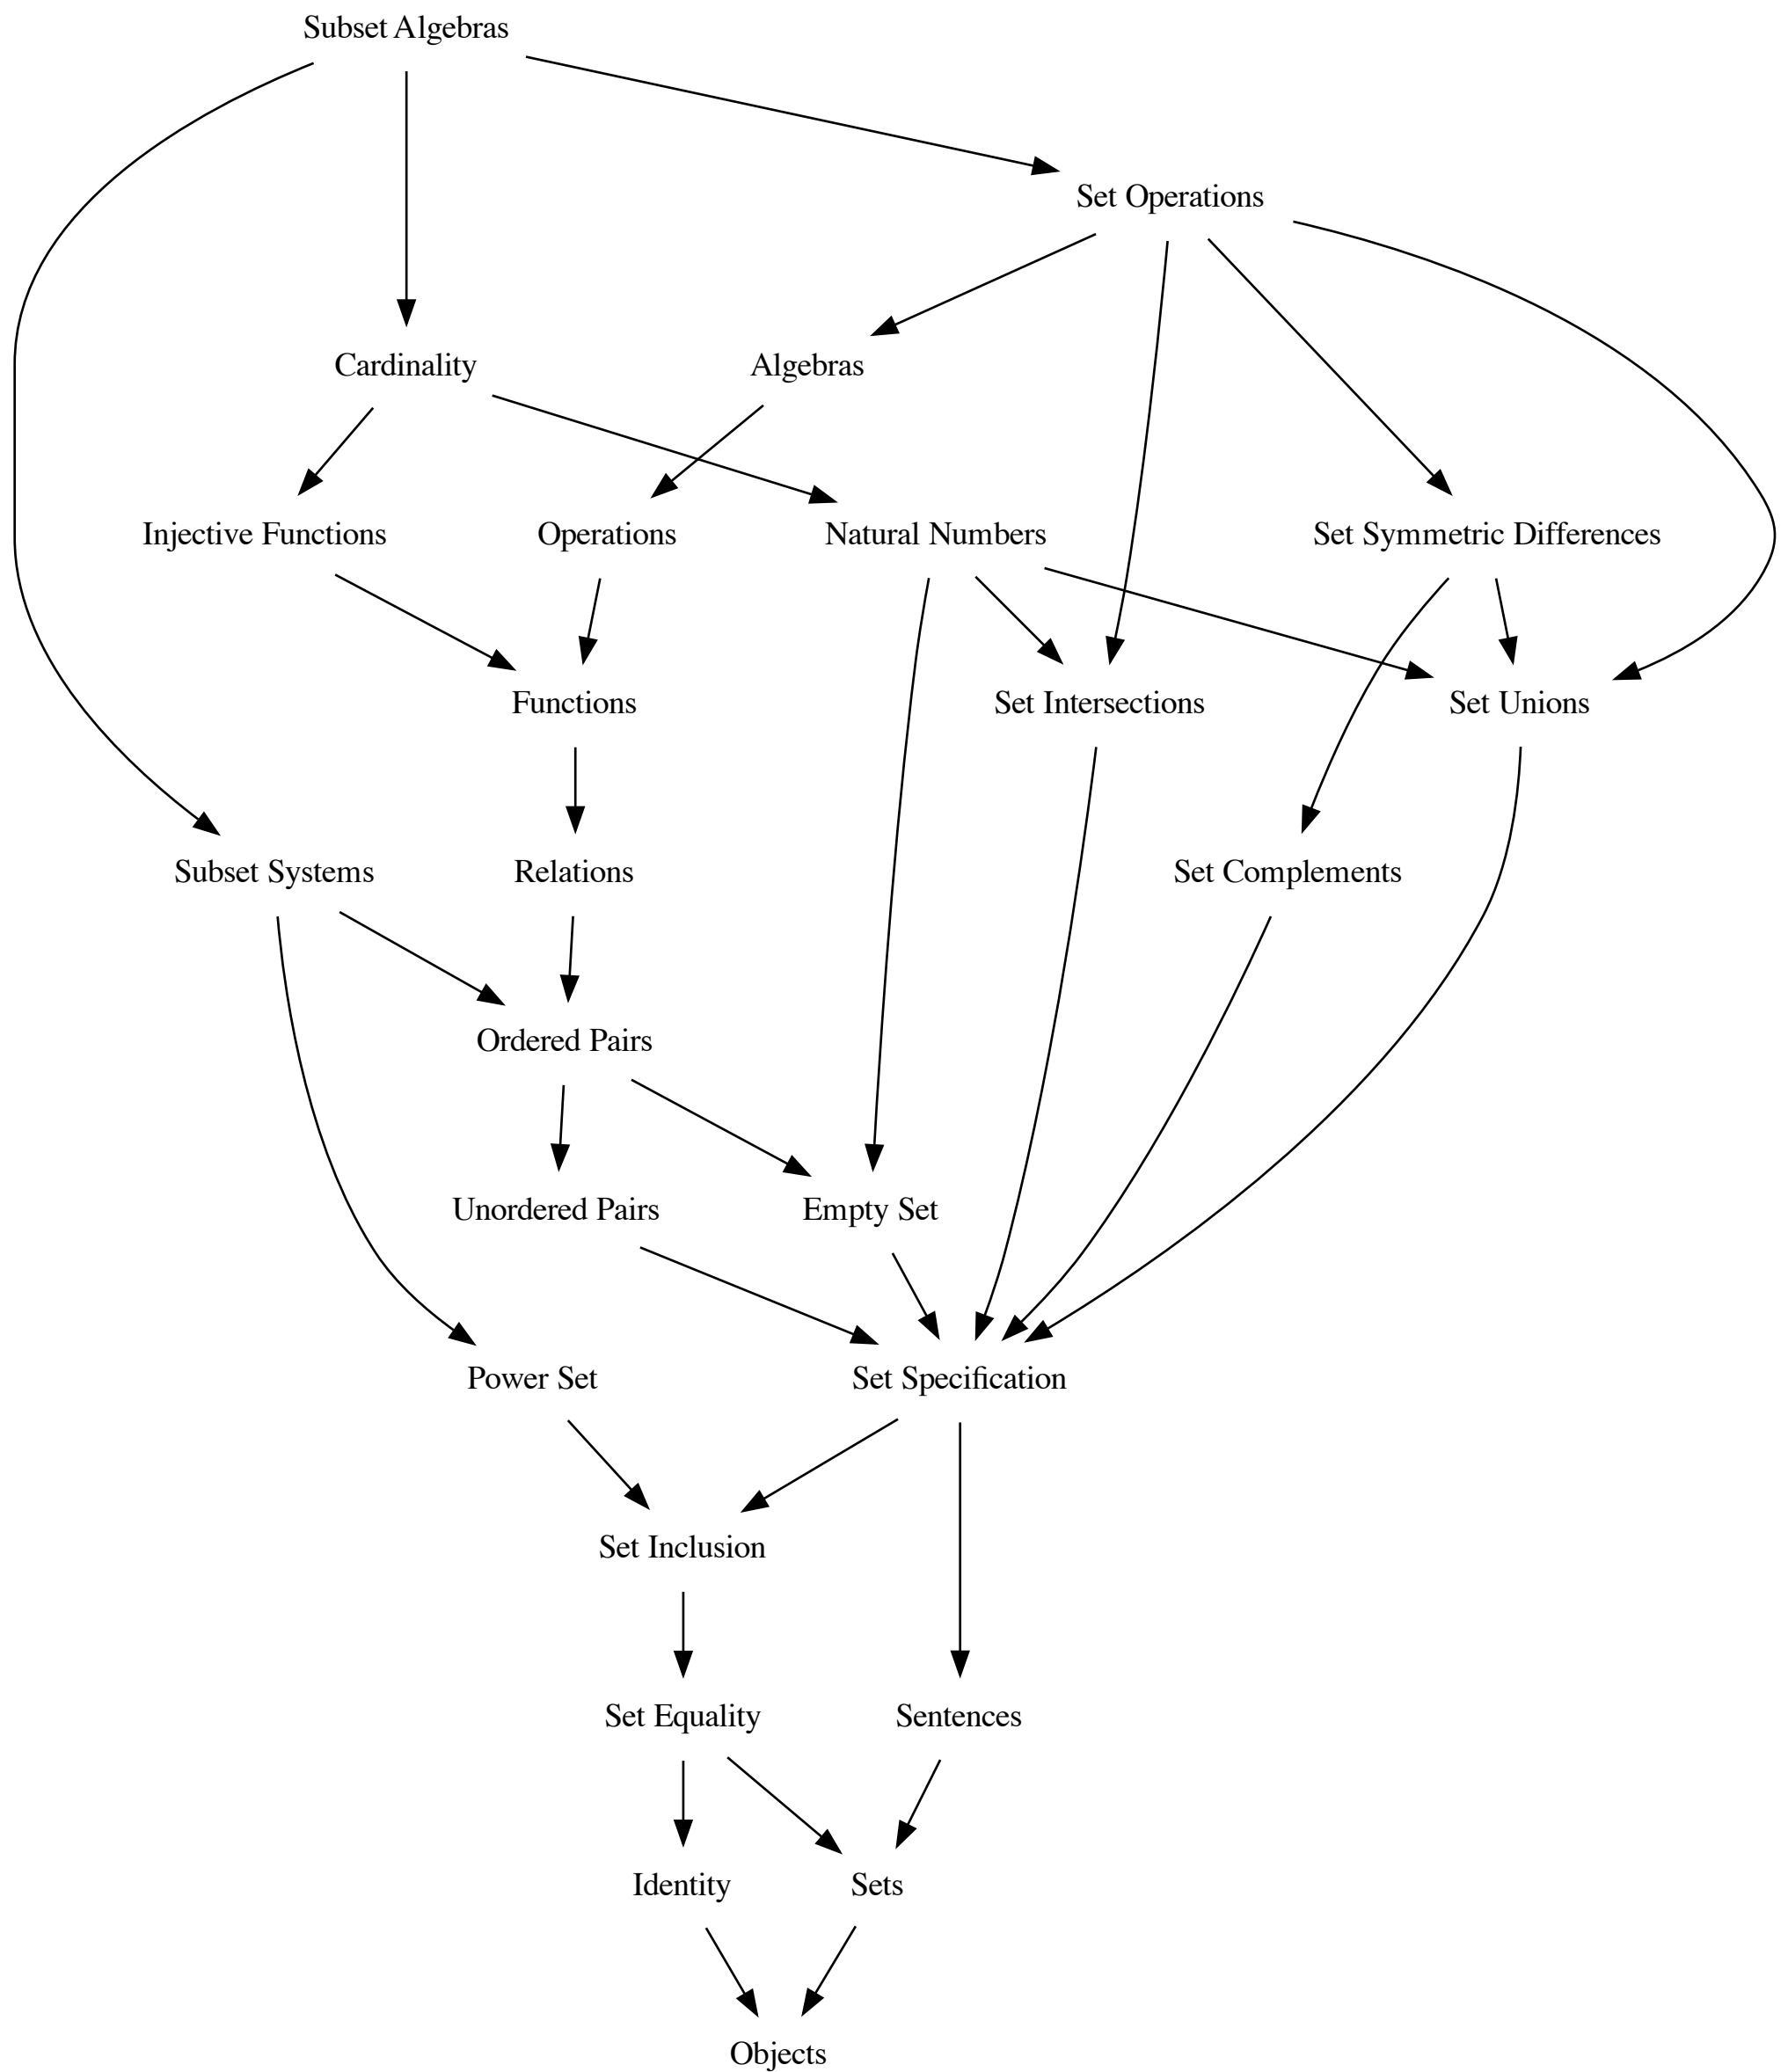 Subset Algebras
Set Operations
Cardinality
Algebras
Injective Functions
Operations
Natural Numbers
Set Symmetric Differences
Functions
Set Intersections
Set Unions
Subset Systems
Relations
Set Complements
Ordered Pairs
Unordered Pairs
Empty Set
Power Set
Set Specification
Set Inclusion
Set Equality
Sentences
Identity
Sets
Objects